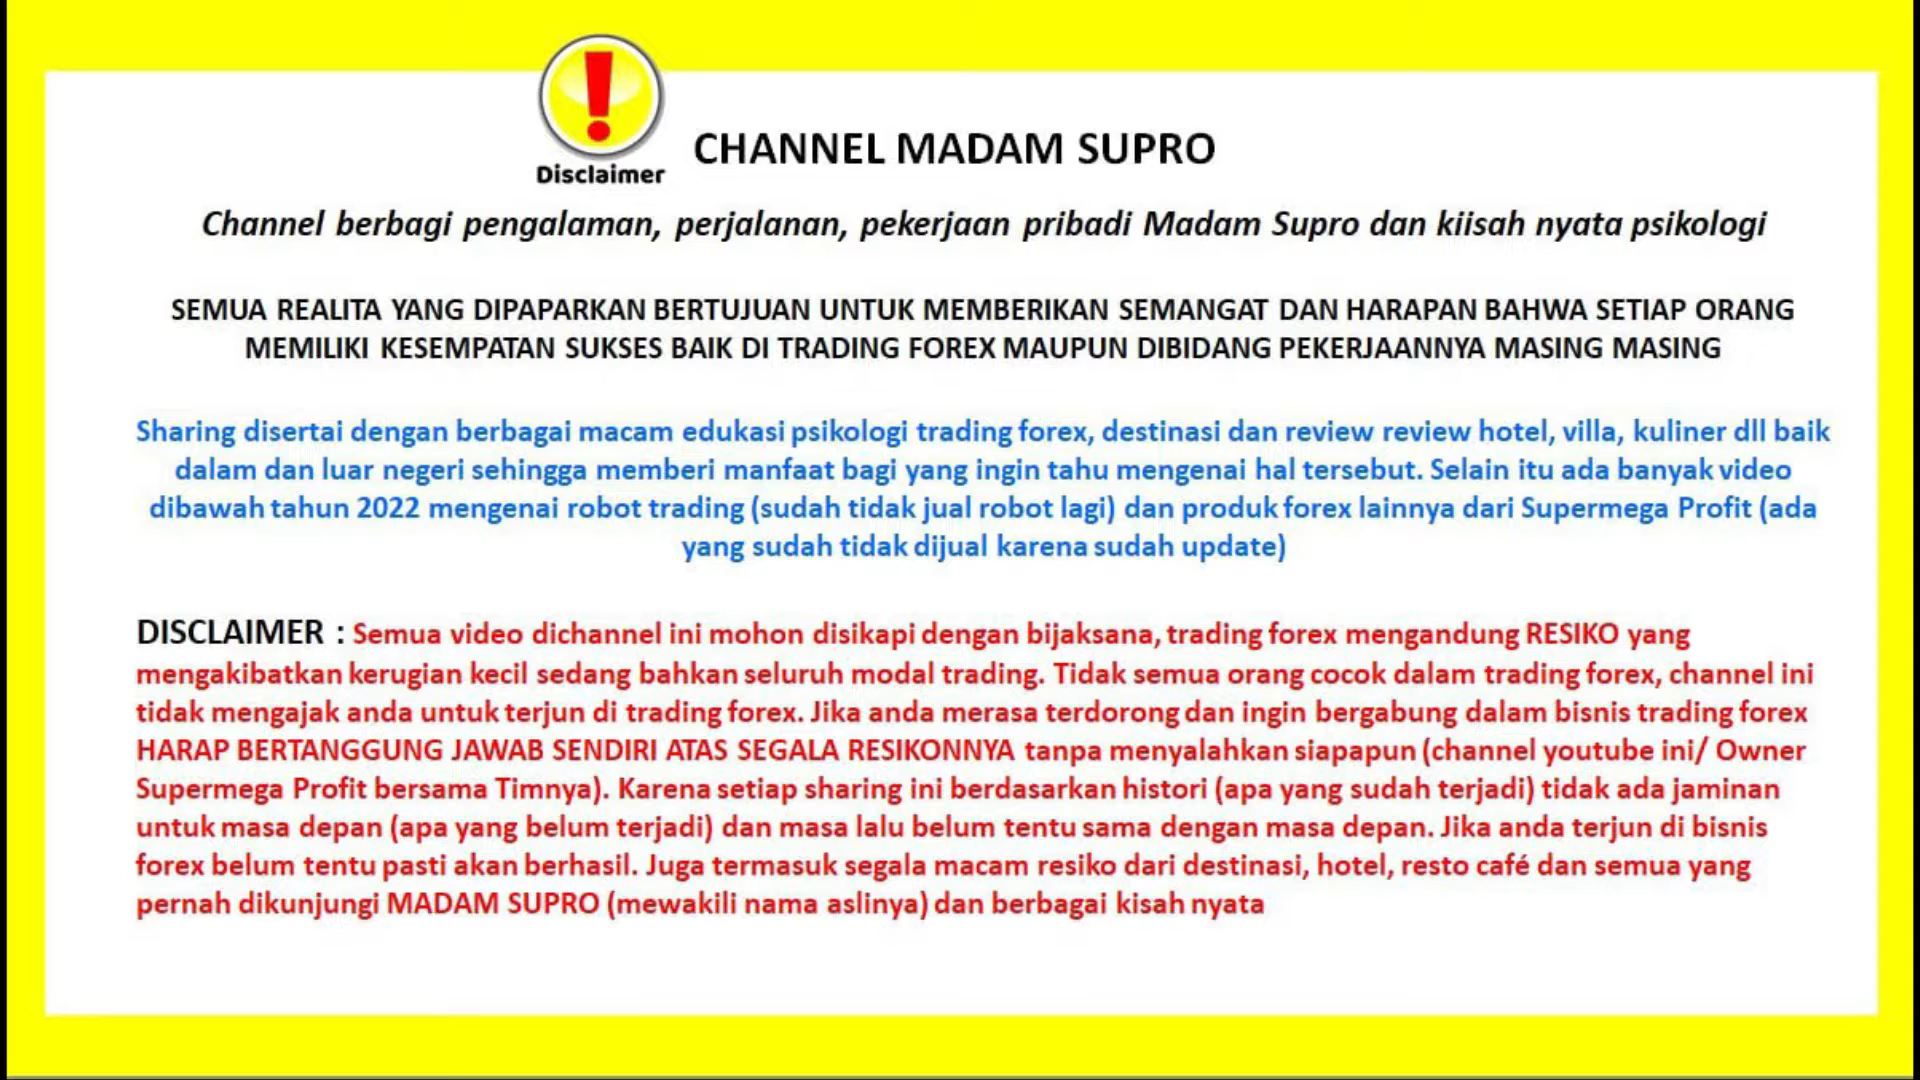 Disclaimer
CHANNEL MADAM SUPRO
Channel berbagi pengalaman, perjalanan, pekerjaan pribadi Madam Supro dan kiisah nyata psikologi
SEMUA REALITA YANG DIPAPARKAN BERTUJUAN UNTUK MEMBERIKAN SEMANGAT DAN HARAPAN BAHWA SETIAP ORANG
MEMILIKI KESEMPATAN SUKSES BAIK DI TRADING FOREX MAUPUN DIBIDANG PEKERJAANNYA MASING MASING
Sharing disertai dengan berbagai macam edukasi psikologi trading forex, destinasi dan review review hotel, villa, kuliner dll baik
dalam dan luar negeri sehingga memberi manfaat bagi yang ingin tahu mengenai hal tersebut. Selain itu ada banyak video
dibawah tahun 2022 mengenai robot trading (sudah tidak jual robot lagi) dan produk forex lainnya dari Supermega Profit (ada
yang sudah tidak dijual karena sudah update)
DISCLAIMER : Semua video dichannel ini mohon disikapi dengan bijaksana, trading forex mengandung RESIKO yang
mengakibatkan kerugian kecil sedang bahkan seluruh modal trading. Tidak semua orang cocok dalam trading forex, channel ini
tidak mengajak anda untuk terjun di trading forex. Jika anda merasa terdorong dan ingin bergabung dalam bisnis trading forex
HARAP BERTANGGUNG JAWAB SENDIRI ATAS SEGALA RESIKONNYA tanpa menyalahkan siapapun (channel youtube ini/ Owner
Supermega Profit bersama Timnya). Karena setiap sharing ini berdasarkan histori (apa yang sudah terjadi) tidak ada jaminan
untuk masa depan (apa yang belum terjadi) dan masa lalu belum tentu sama dengan masa depan. Jika anda terjun di bisnis
forex belum tentu pasti akan berhasil. Juga termasuk segala macam resiko dari destinasi, hotel, resto café dan semua yang
pernah dikunjungi MADAM SUPRO (mewakili nama aslinya) dan berbagai kisah nyata